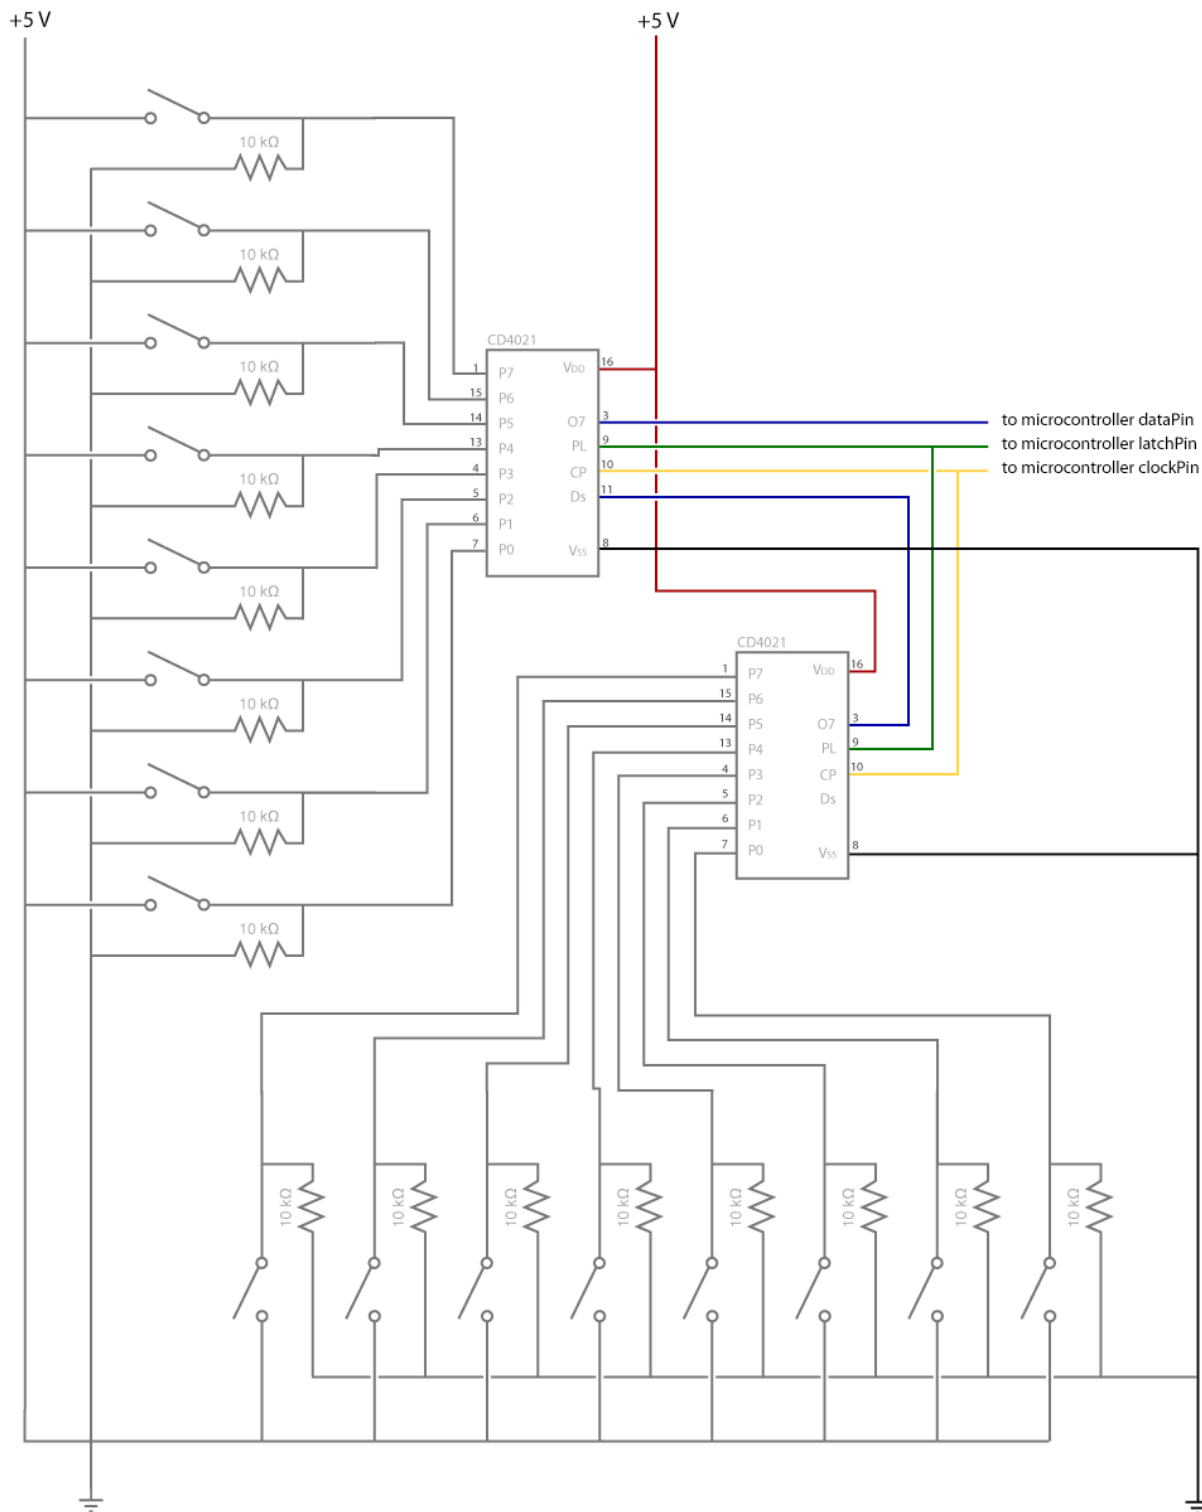 +5 V
+5 V
10 kΩ
10 kΩ
10 kΩ
10 kΩ
10 kΩ
10 kΩ
10 kΩ
10 kΩ
CD4021
1 P7 VDD 16
15 P6
14 P5 O7 3
13 P4 PL 9
4 P3 CP 10
5 P2 Ds 11
6 P1
7 P0 VSS 8
to microcontroller dataPin
to microcontroller latchPin
to microcontroller clockPin
CD4021
1 P7 VDD 16
15 P6
14 P5 O7 3
13 P4 PL 9
4 P3 CP 10
5 P2 Ds
6 P1
7 P0 VSS 8
10 kΩ
10 kΩ
10 kΩ
10 kΩ
10 kΩ
10 kΩ
10 kΩ
10 kΩ